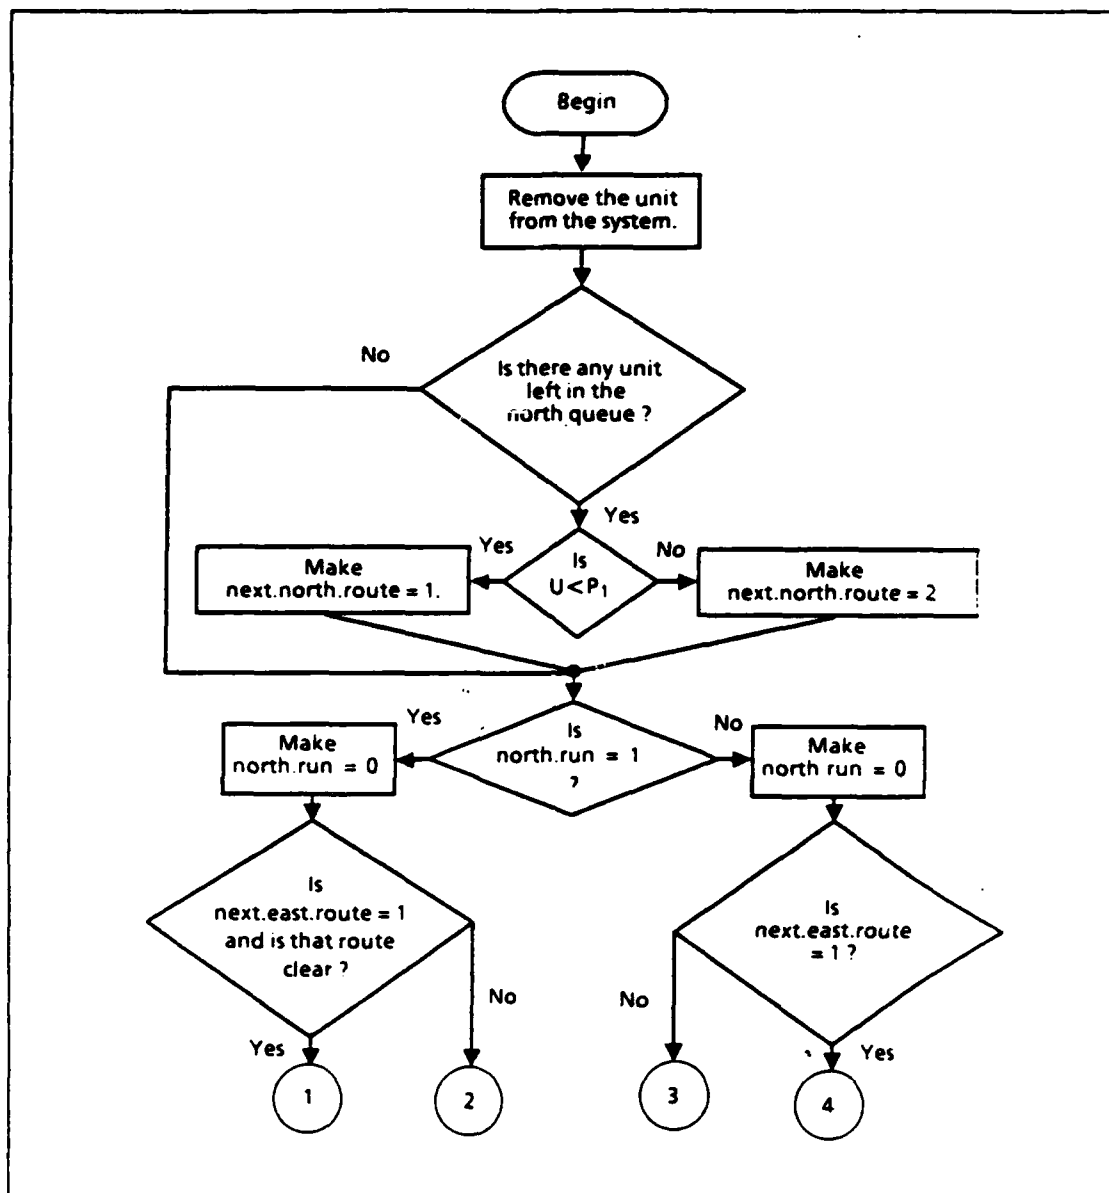 Begin
Remove the unit
from the system.
No
Is there any unit
left in the
north queue ?
Yes
Yes
Is
U<P₁
No
Make
next.north.route = 1.
Make
next.north.route = 2
Yes
Is
north.run = 1
?
No
Make
north.run = 0
Make
north run = 0
Is
next.east.route = 1
and is that route
clear ?
Is
next.east.route
= 1 ?
No
No
Yes
Yes
1
2
3
4